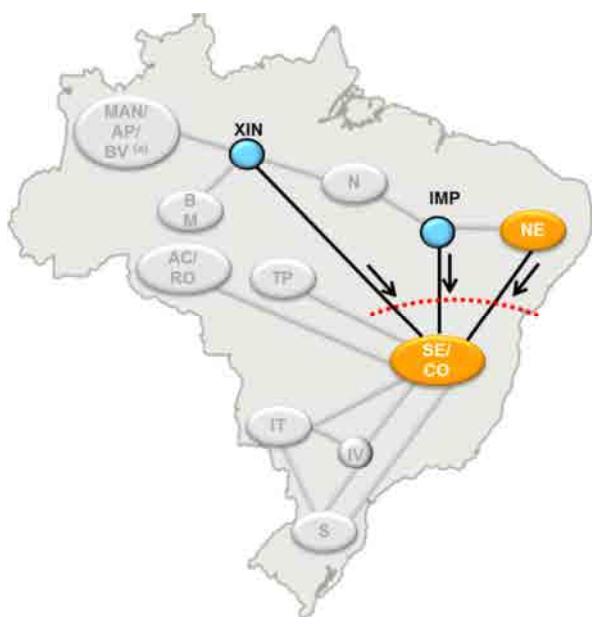 MAN/
AP/
BV (a)
XIN
N
B
M
IMP
NE
AC/
RO
TP
SE/
CO
IT
IV
S